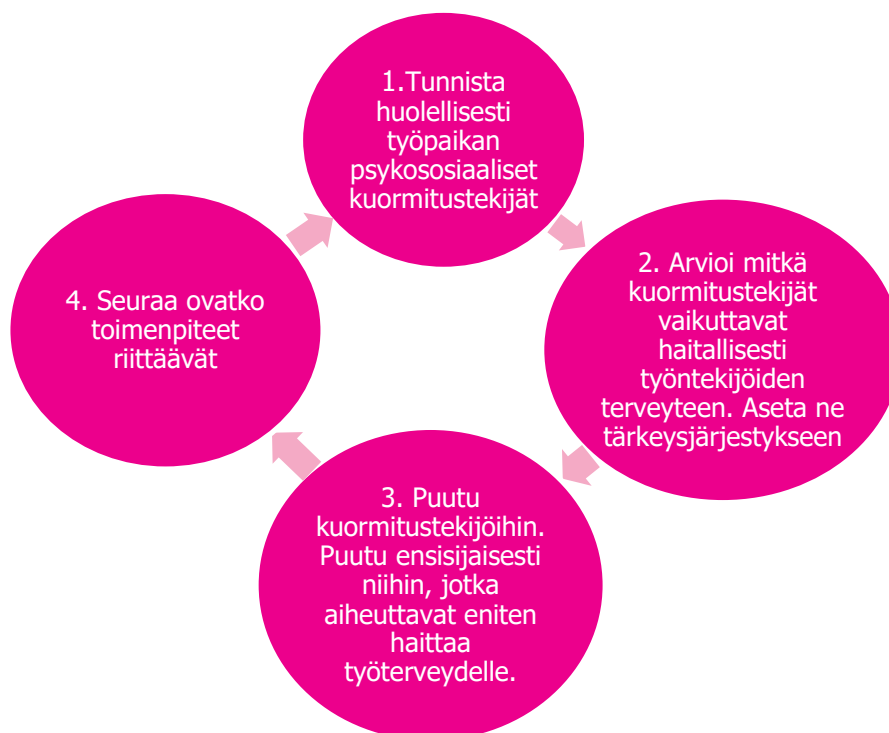 1.Tunnista
huolellisesti
työpaikan
psykososiaaliset
kuormitustekijät
2. Arvioi mitkä
kuormitustekijät
vaikuttavat
haitallisesti
työntekijöiden
terveyteen. Aseta ne
tärkeysjärjestykseen
3. Puutu
kuormitustekijöihin.
Puutu ensisijaisesti
niihin, jotka
aiheuttavat eniten
haittaa
työterveydelle.
4. Seuraa ovatko
toimenpiteet
riittäävät